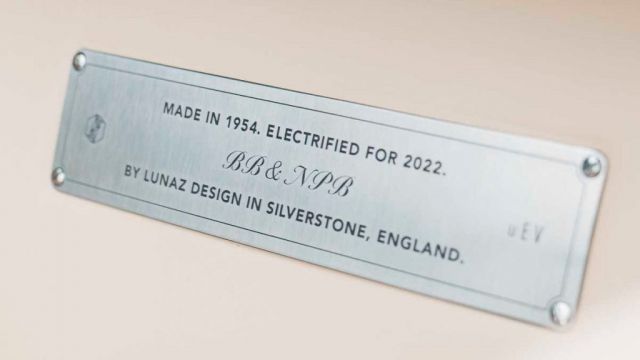 MADE IN 1954. ELECTRIFIED FOR 2022.
BB & NPB
BY LUNAZ DESIGN IN SILVERSTONE, ENGLAND.
uEV